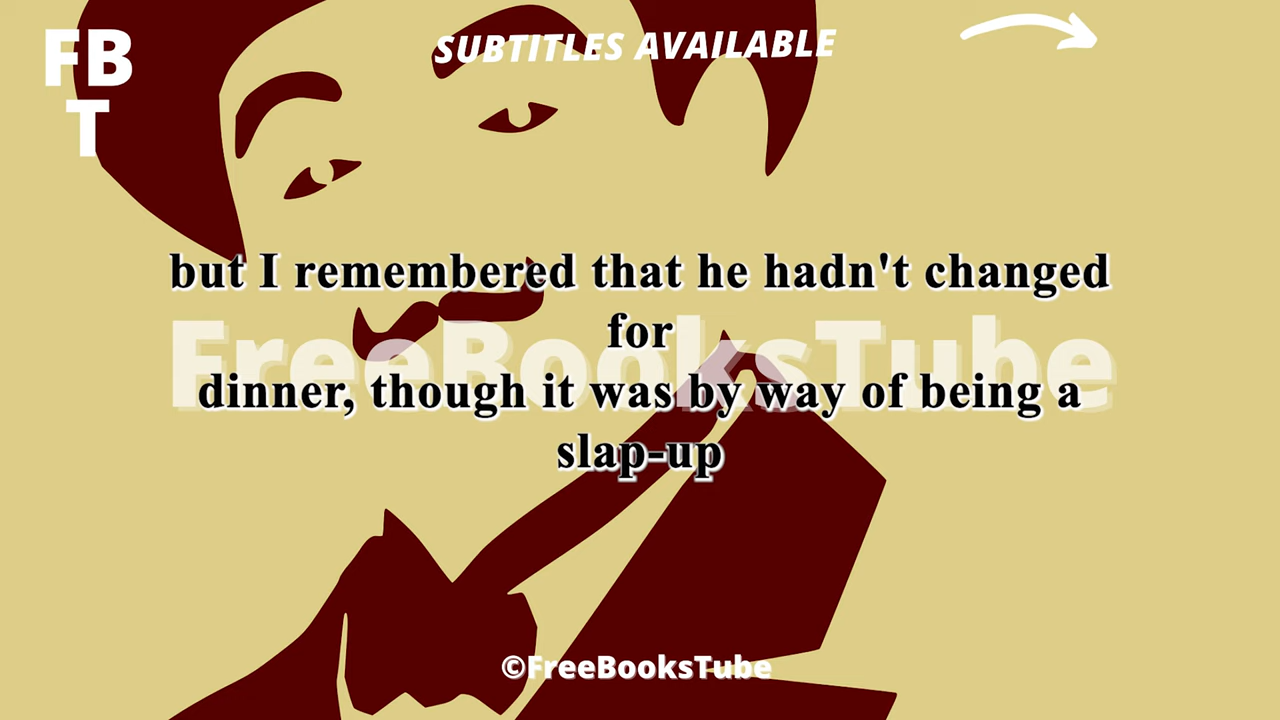 FB
T
SUBTITLES AVAILABLE
but I remembered that he hadn't changed
for
FreeBooksTube
dinner, though it was by way of being a
slap-up
©FreeBooksTube